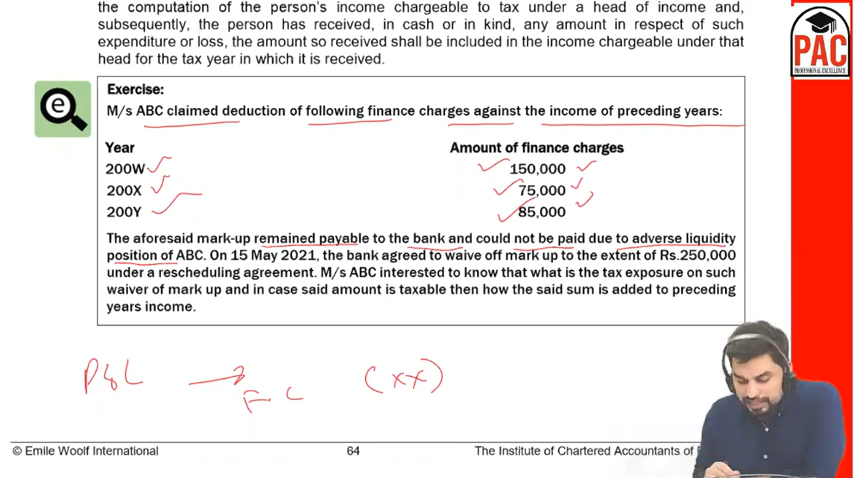 the computation of the person's income chargeable to tax under a head of income and,
subsequently, the person has received, in cash or in kind, any amount in respect of such
expenditure or loss, the amount so received shall be included in the income chargeable under that
head for the tax year in which it is received.
PAC
PROFESSIONAL EXCELLENCE
e
Exercise:
M/s ABC claimed deduction of following finance charges against the income of preceding years:
Year Amount of finance charges
200W 150,000
200X 75,000
200Y 85,000
The aforesaid mark-up remained payable to the bank and could not be paid due to adverse liquidity
position of ABC. On 15 May 2021, the bank agreed to waive off mark up to the extent of Rs.250,000
under a rescheduling agreement. M/s ABC interested to know that what is the tax exposure on such
waiver of mark up and in case said amount is taxable then how the said sum is added to preceding
years income.
P&L → F.C (xx)
© Emile Woolf International 64 The Institute of Chartered Accountants of